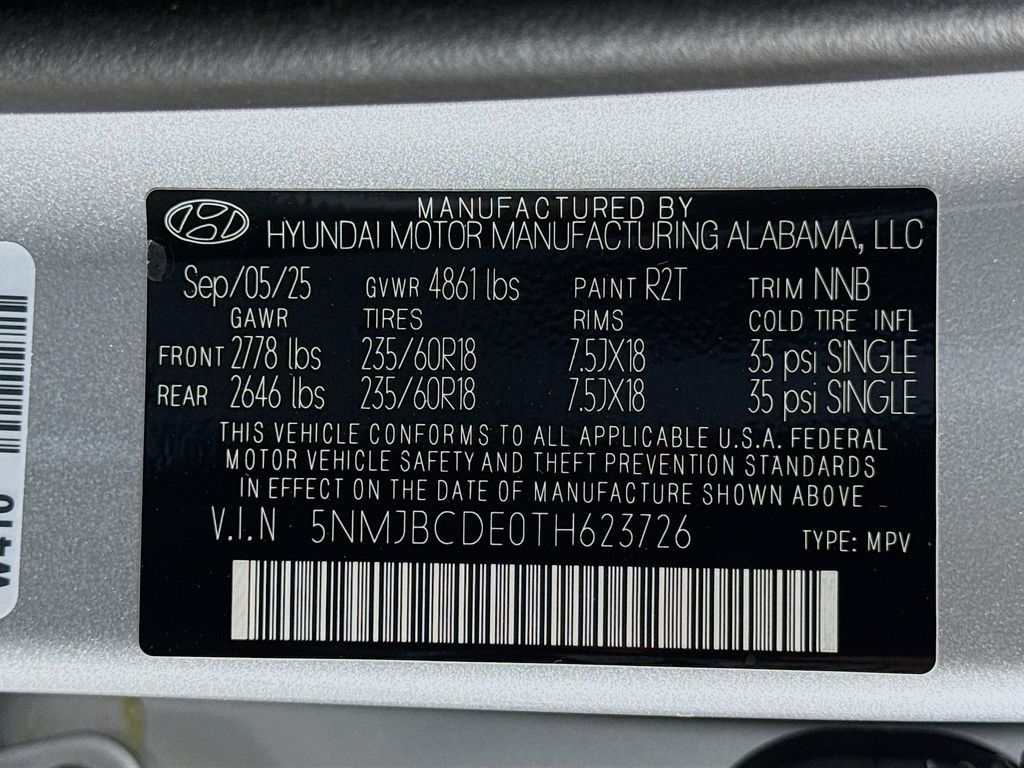 MANUFACTURED BY
HYUNDAI MOTOR MANUFACTURING ALABAMA, LLC
Sep/05/25 GVWR 4861 lbs PAINT R2T TRIM NNB
GAWR TIRES RIMS COLD TIRE INFL
FRONT 2778 lbs 235/60R18 7.5JX18 35 psi SINGLE
REAR 2646 lbs 235/60R18 7.5JX18 35 psi SINGLE
THIS VEHICLE CONFORMS TO ALL APPLICABLE U.S.A. FEDERAL
MOTOR VEHICLE SAFETY AND THEFT PREVENTION STANDARDS
IN EFFECT ON THE DATE OF MANUFACTURE SHOWN ABOVE.
V.I.N 5NMJBCDE0TH623726 TYPE: MPV